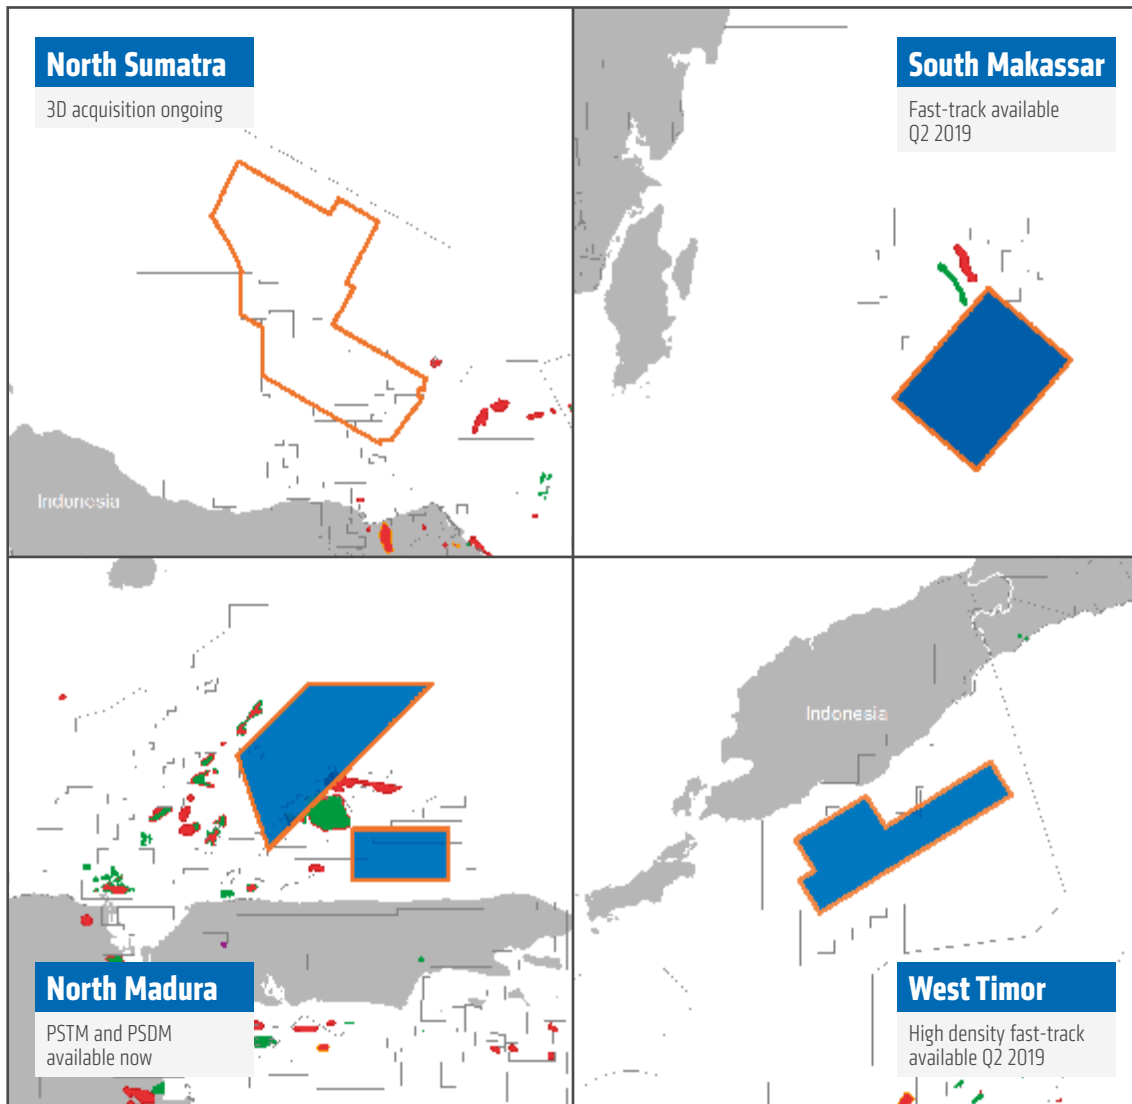 North Sumatra
3D acquisition ongoing
Indonesia
South Makassar
Fast-track available
Q2 2019
North Madura
PSTM and PSDM
available now
Indonesia
West Timor
High density fast-track
available Q2 2019